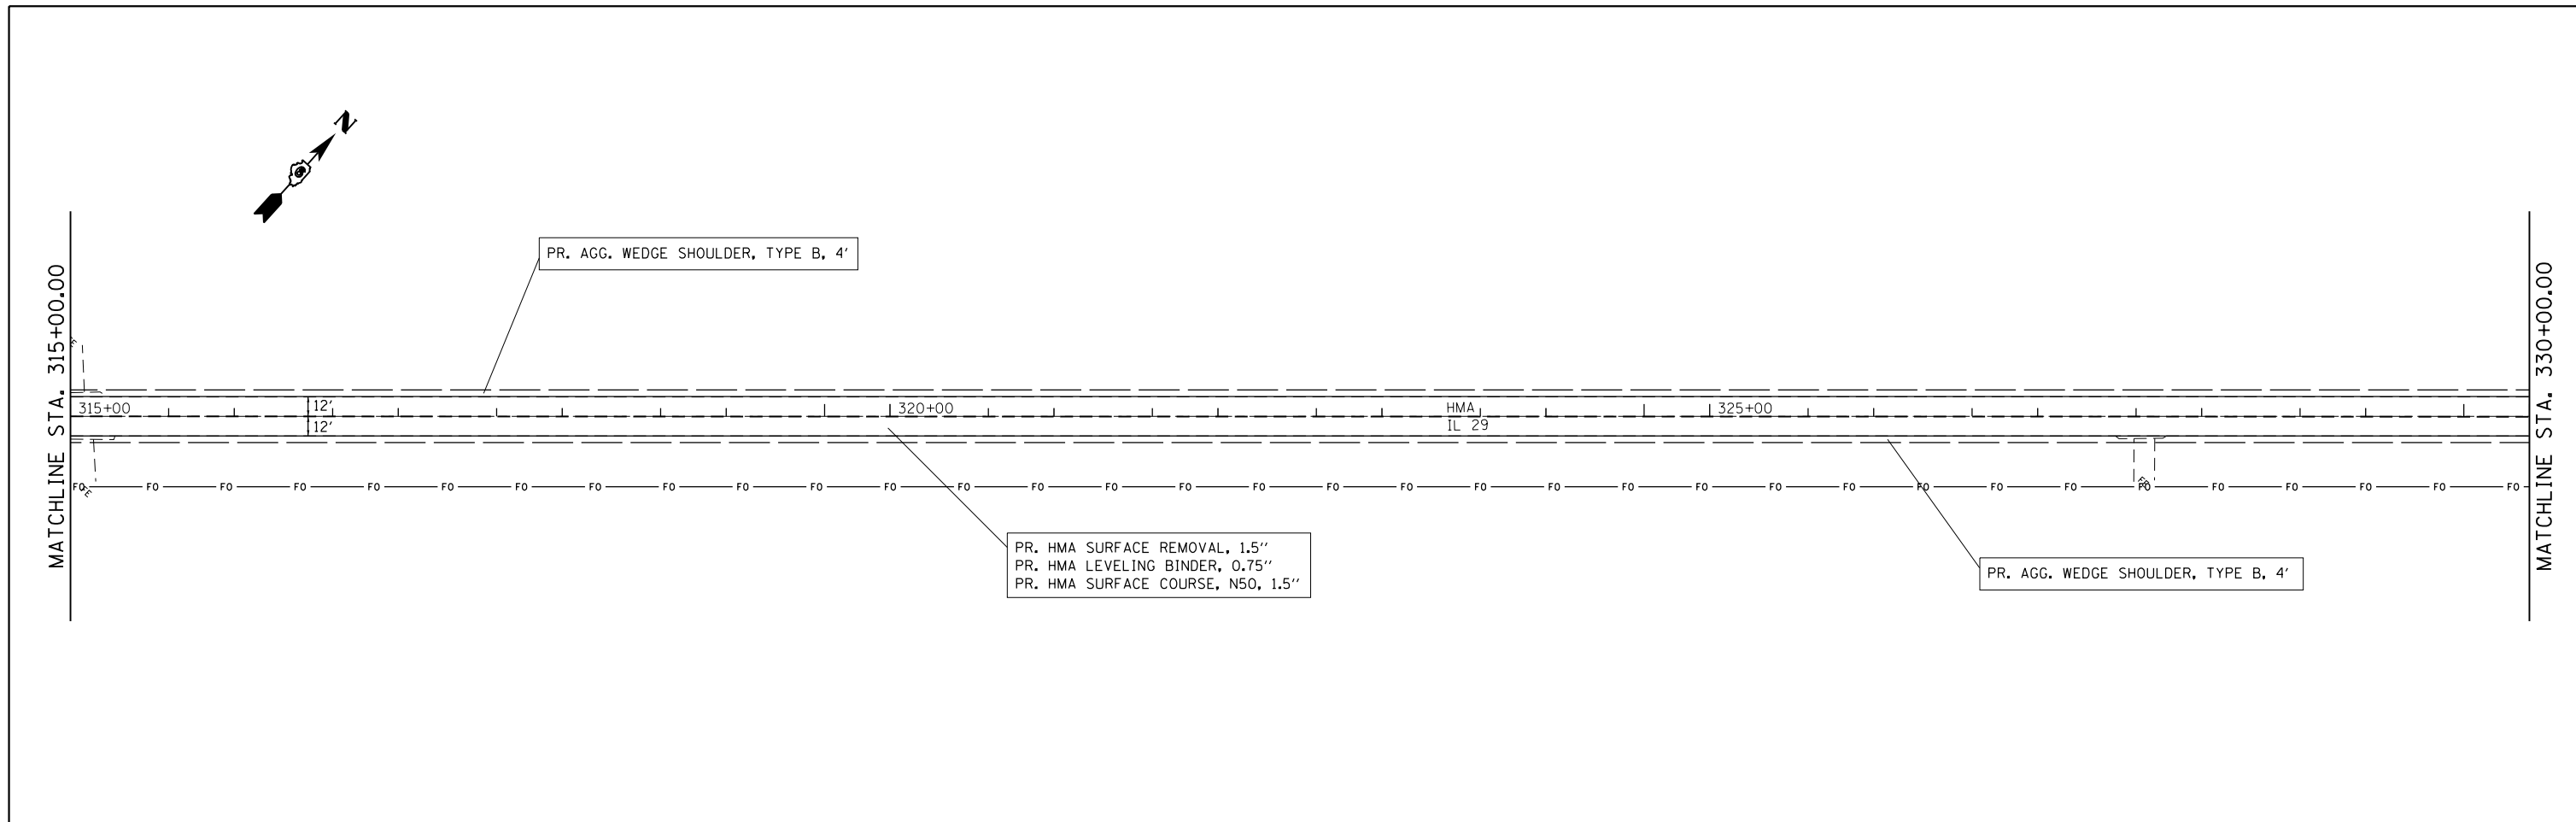 N
PR. AGG. WEDGE SHOULDER, TYPE B, 4'
MATCHLINE STA. 315+00.00
MATCHLINE STA. 330+00.00
315+00
12'
12'
320+00
HMA
IL 29
325+00
FE
FE
FO FO FO FO FO FO FO FO FO FO FO FO FO FO FO FO FO FO FO FO FO FO FO FO FO FO FO FO FO FO FO FO FO FO
PR. HMA SURFACE REMOVAL, 1.5''
PR. HMA LEVELING BINDER, 0.75''
PR. HMA SURFACE COURSE, N50, 1.5''
PR. AGG. WEDGE SHOULDER, TYPE B, 4'